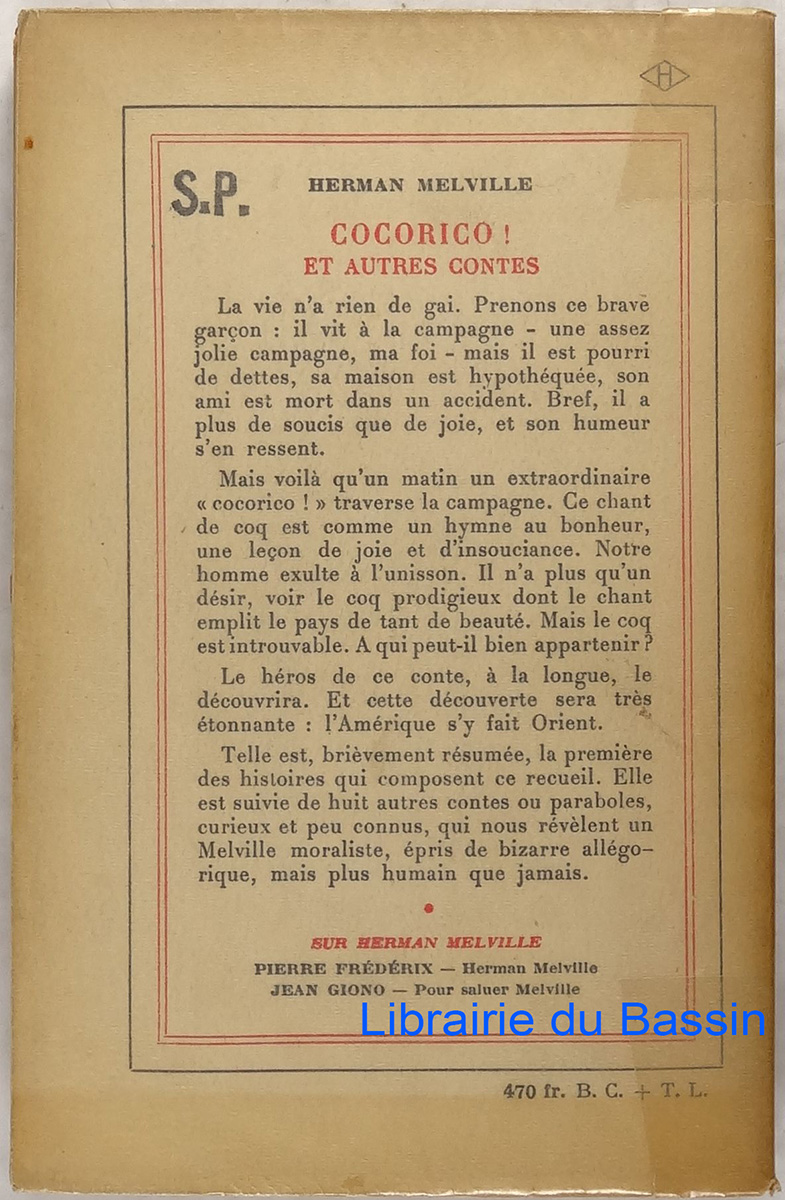 H
S.P.
HERMAN MELVILLE
COCORICO !
ET AUTRES CONTES
La vie n'a rien de gai. Prenons ce brave
garçon : il vit à la campagne - une assez
jolie campagne, ma foi - mais il est pourri
de dettes, sa maison est hypothéquée, son
ami est mort dans un accident. Bref, il a
plus de soucis que de joie, et son humeur
s'en ressent.
Mais voilà qu'un matin un extraordinaire
« cocorico ! » traverse la campagne. Ce chant
de coq est comme un hymne au bonheur,
une leçon de joie et d'insouciance. Notre
homme exulte à l'unisson. Il n'a plus qu'un
désir, voir le coq prodigieux dont le chant
emplit le pays de tant de beauté. Mais le coq
est introuvable. A qui peut-il bien appartenir ?
Le héros de ce conte, à la longue, le
découvrira. Et cette découverte sera très
étonnante : l'Amérique s'y fait Orient.
Telle est, brièvement résumée, la première
des histoires qui composent ce recueil. Elle
est suivie de huit autres contes ou paraboles,
curieux et peu connus, qui nous révèlent un
Melville moraliste, épris de bizarre allégo-
rique, mais plus humain que jamais.
SUR HERMAN MELVILLE
PIERRE FRÉDÉRIX — Herman Melville
JEAN GIONO — Pour saluer Melville
Librairie du Bassin
470 fr. B. C. + T. L.